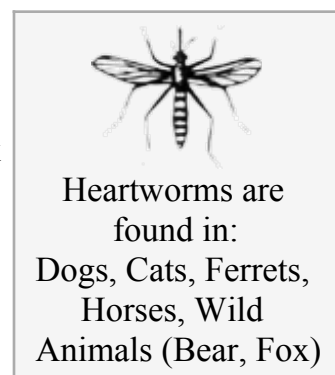 Heartworms are
found in:
Dogs, Cats, Ferrets,
Horses, Wild
Animals (Bear, Fox)